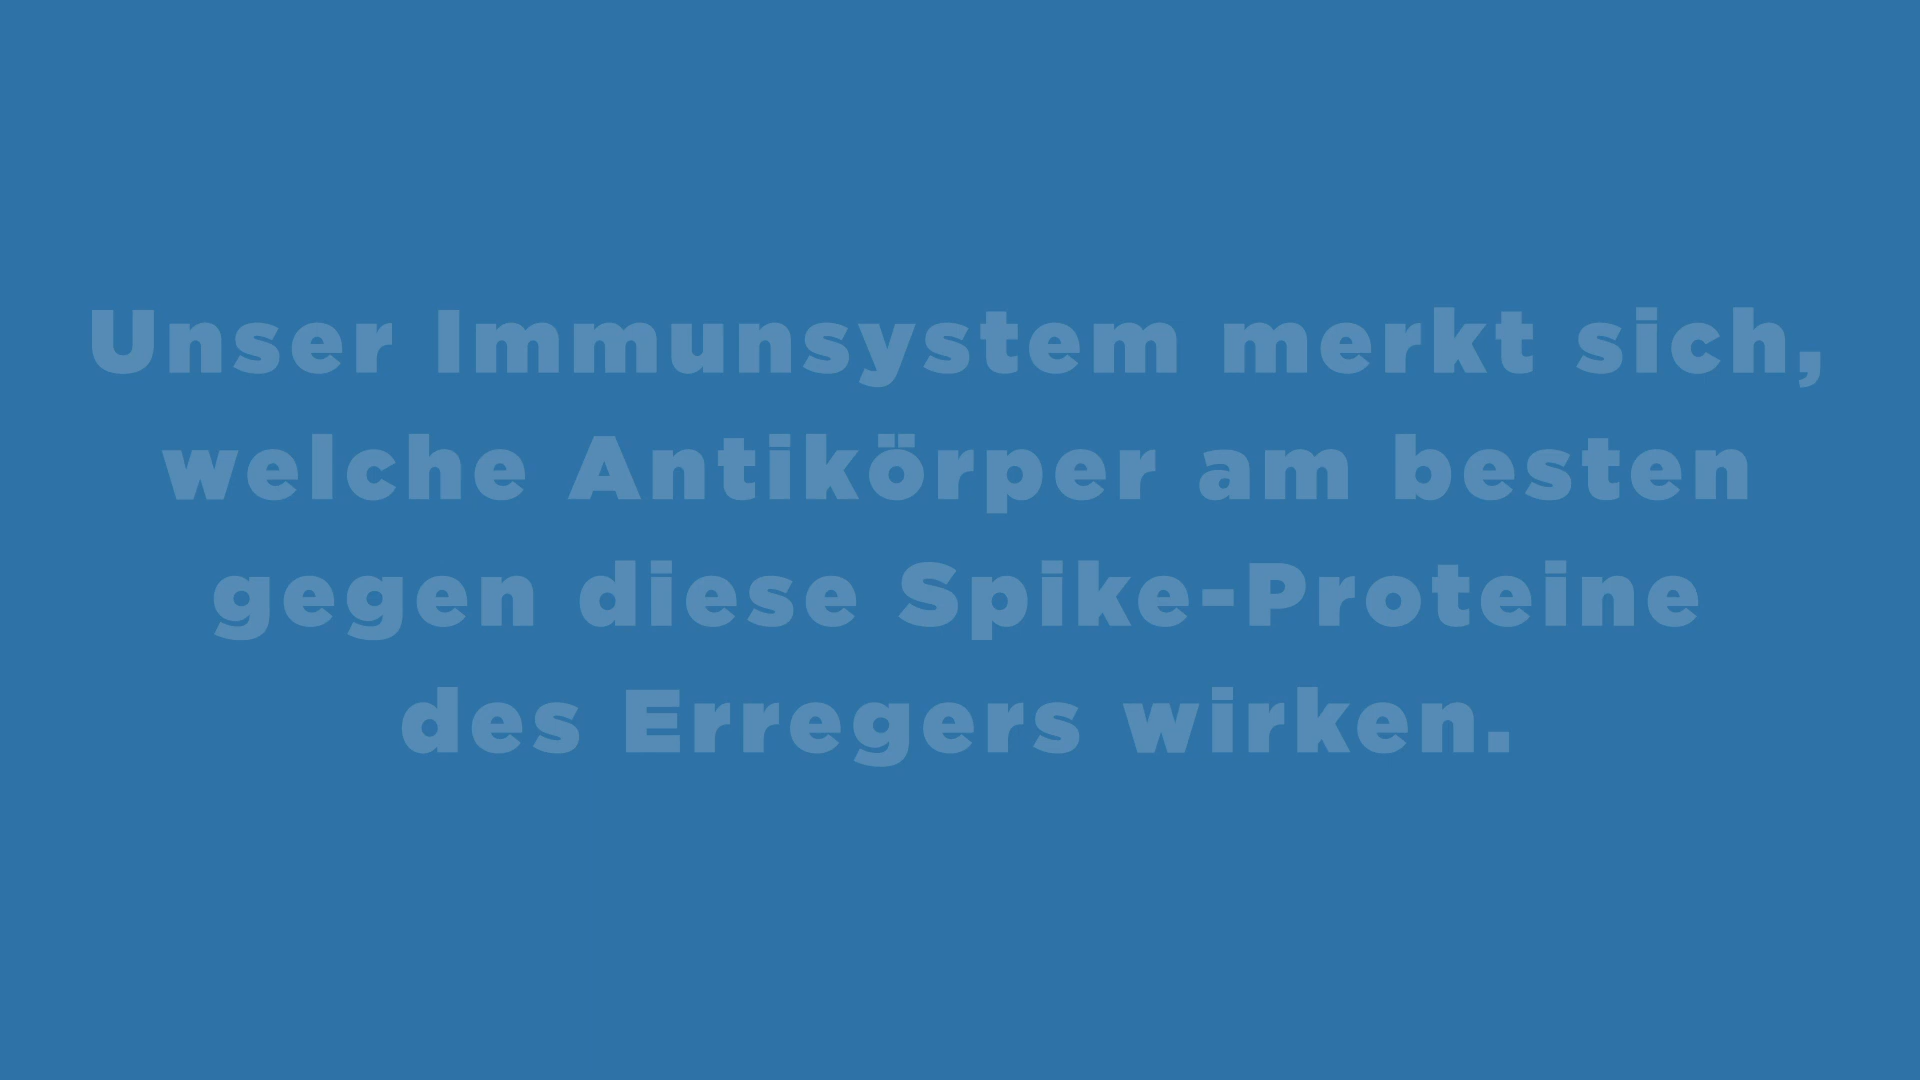 Unser Immunsystem merkt sich,
welche Antikörper am besten
gegen diese Spike-Proteine
des Erregers wirken.